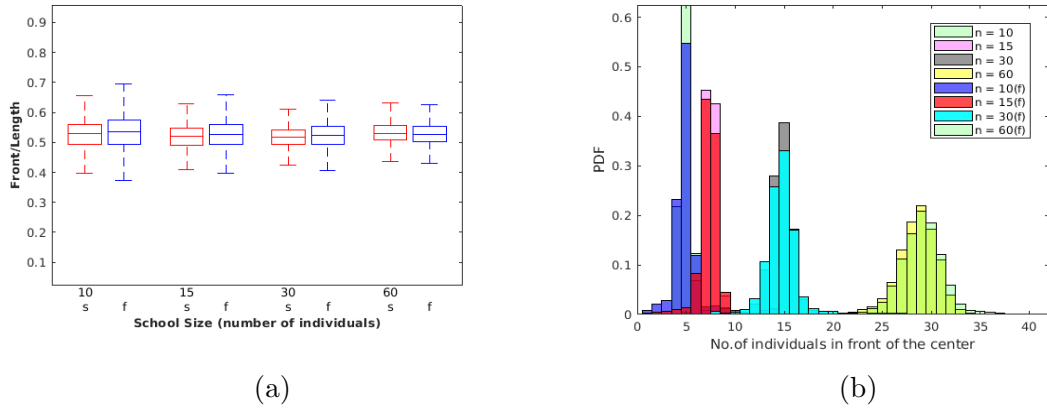 0.9
0.8
0.7
0.6
0.5
0.4
0.3
0.2
0.1
Front/Length
10 15 30 60
s f s f s f s f
School Size (number of individuals)
(a)
0.6
0.5
0.4
0.3
0.2
0.1
0
PDF
n = 10
n = 15
n = 30
n = 60
n = 10(f)
n = 15(f)
n = 30(f)
n = 60(f)
0 5 10 15 20 25 30 35 40
No.of individuals in front of the center
(b)